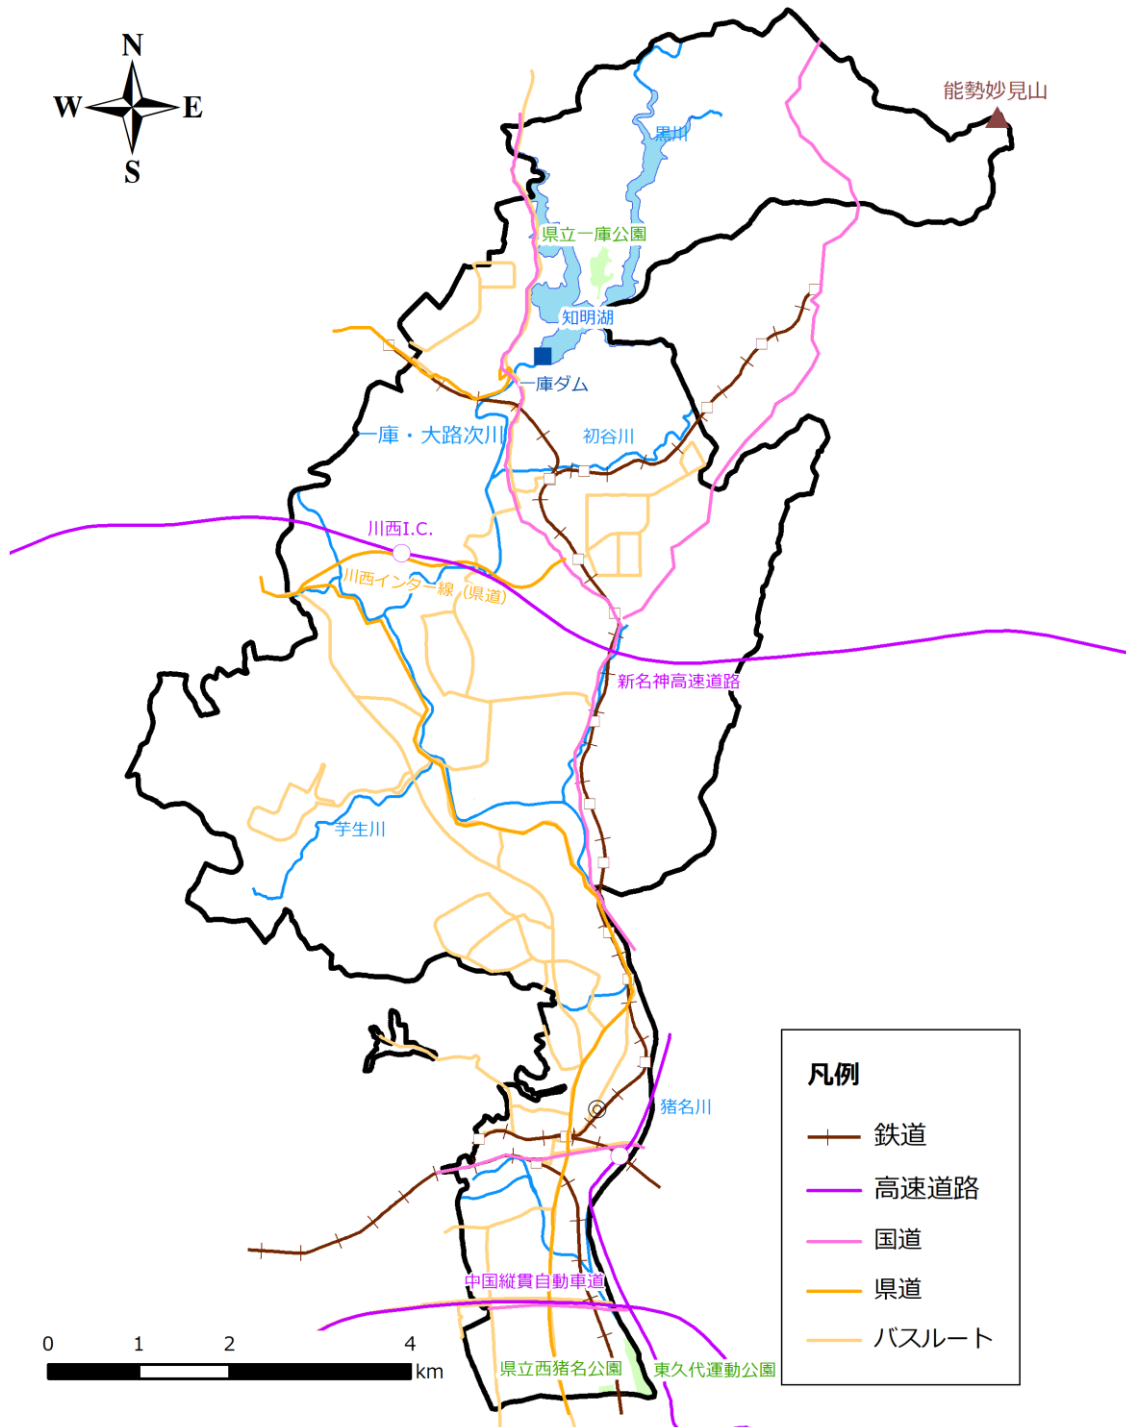 N
W
E
S
能勢妙見山
黒川
県立一庫公園
知明湖
一庫ダム
一庫・大路次川
初谷川
川西I.C.
川西インター線（県道）
新名神高速道路
芋生川
猪名川
中国縦貫自動車道
県立西猪名公園
東久代運動公園
凡例
鉄道
高速道路
国道
県道
バスルート
0 1 2 4
km